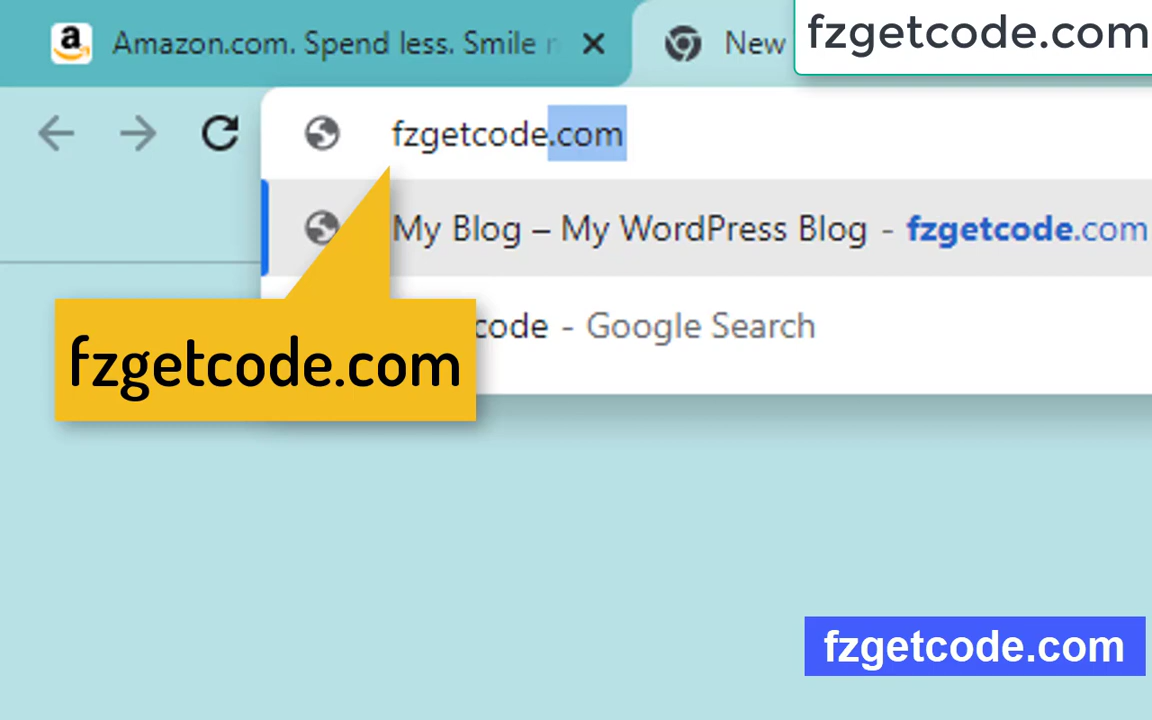 Amazon.com. Spend less. Smile
New
fzgetcode.com
fzgetcode.com
My Blog – My WordPress Blog - fzgetcode.com
code - Google Search
fzgetcode.com
fzgetcode.com